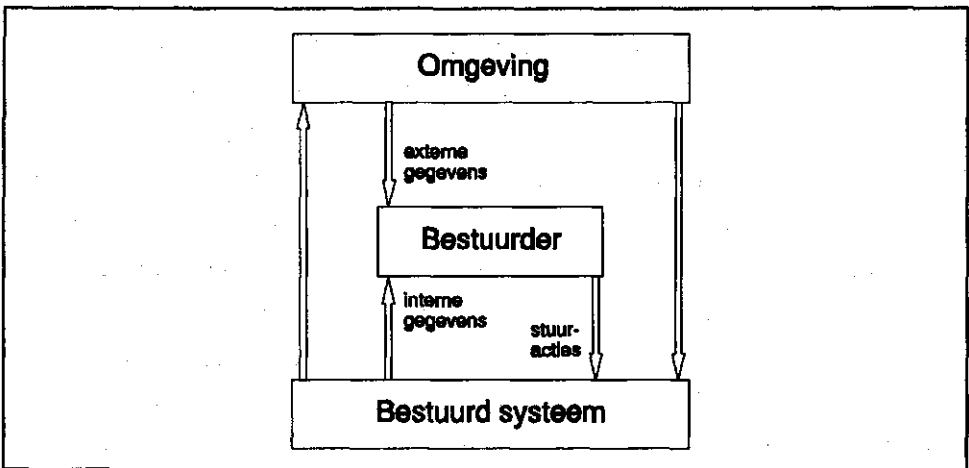 Omgeving
externe
gegevens
Bestuurder
interne
gegevens
stuur-
acties
Bestuurd systeem